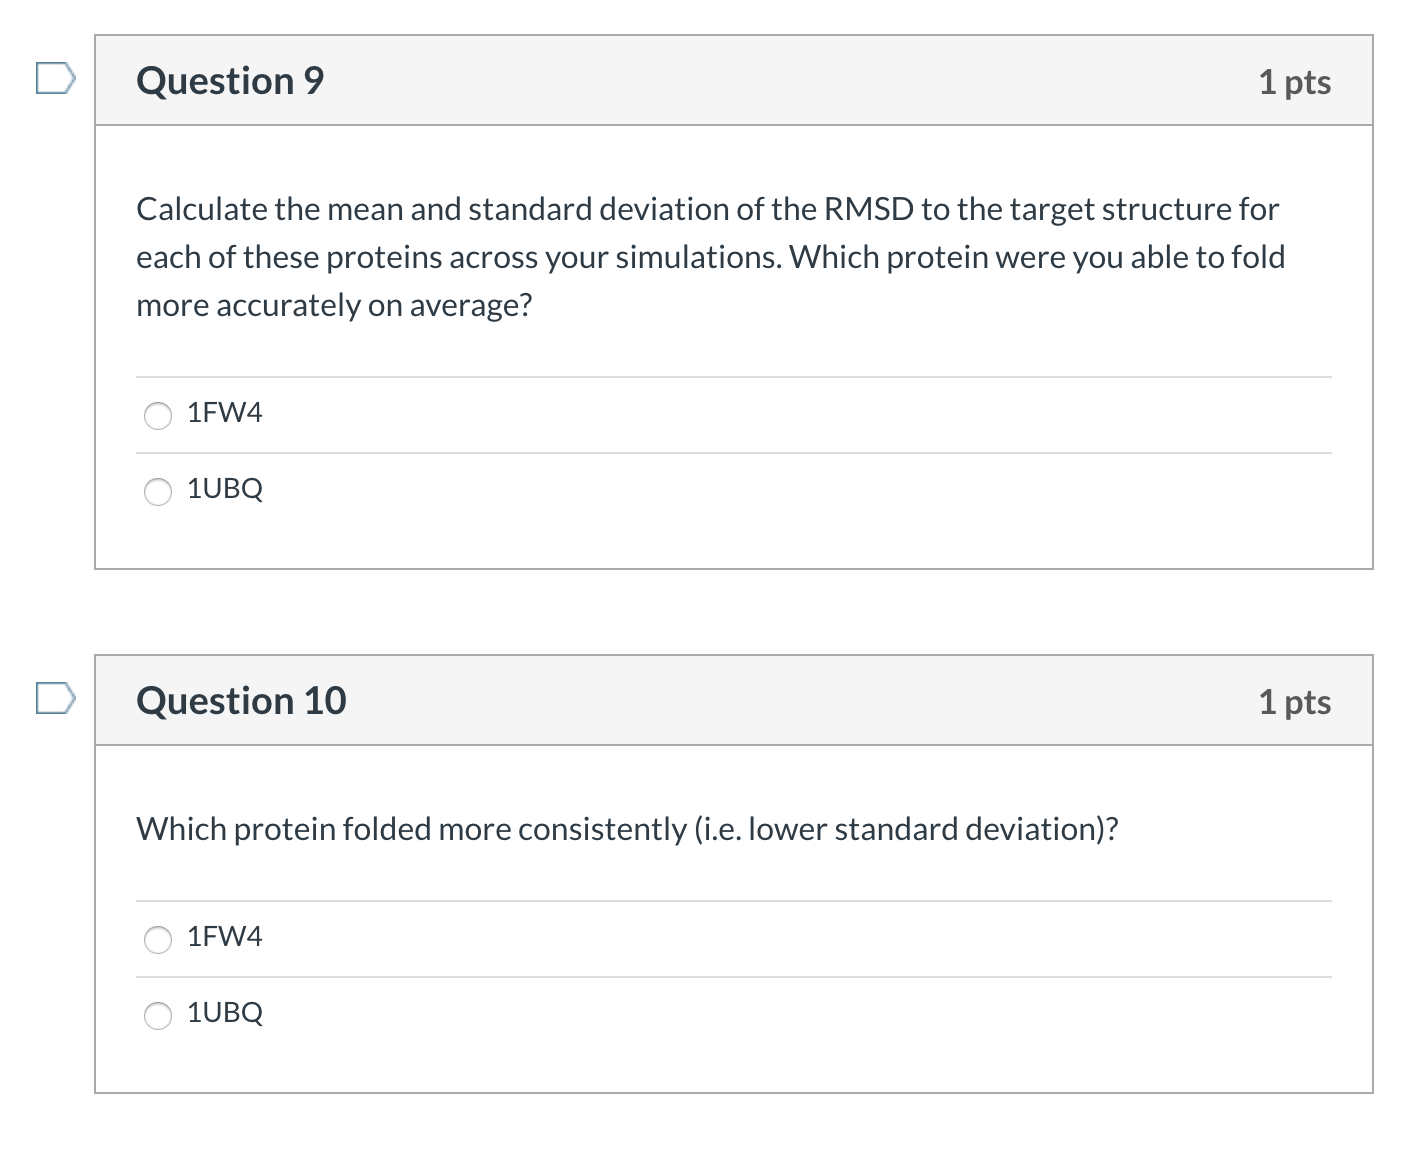 Question 9
1 pts
Calculate the mean and standard deviation of the RMSD to the target structure for
each of these proteins across your simulations. Which protein were you able to fold
more accurately on average?
1FW4
1UBQ
Question 10
1 pts
Which protein folded more consistently (i.e. lower standard deviation)?
1FW4
1UBQ